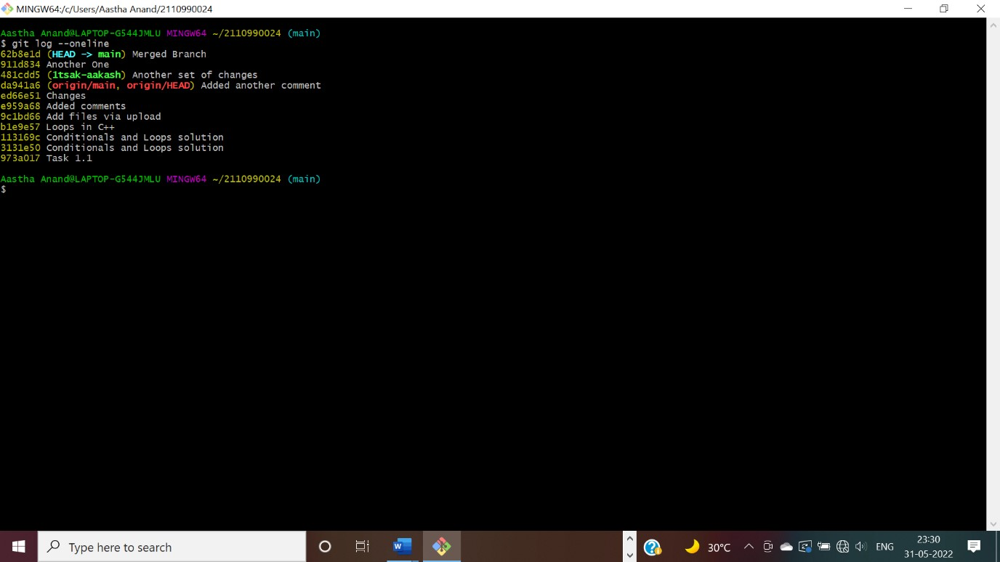 MINGW64:/c/Users/Aastha Anand/2110990024
Aastha Anand@LAPTOP-G544JMLU MINGW64 ~/2110990024 (main)
$ git log --oneline
62b8e1d (HEAD -> main) Merged Branch
911d834 Another One
481cdd5 (1tsak-aakash) Another set of changes
da941a6 (origin/main, origin/HEAD) Added another comment
ed66e51 Changes
e959a68 Added comments
9c1bd66 Add files via upload
b1e9e57 Loops in C++
113169c Conditionals and Loops solution
3131e50 Conditionals and Loops solution
973a017 Task 1.1
Aastha Anand@LAPTOP-G544JMLU MINGW64 ~/2110990024 (main)
$
Type here to search
W
30°C
ENG
23:30
31-05-2022